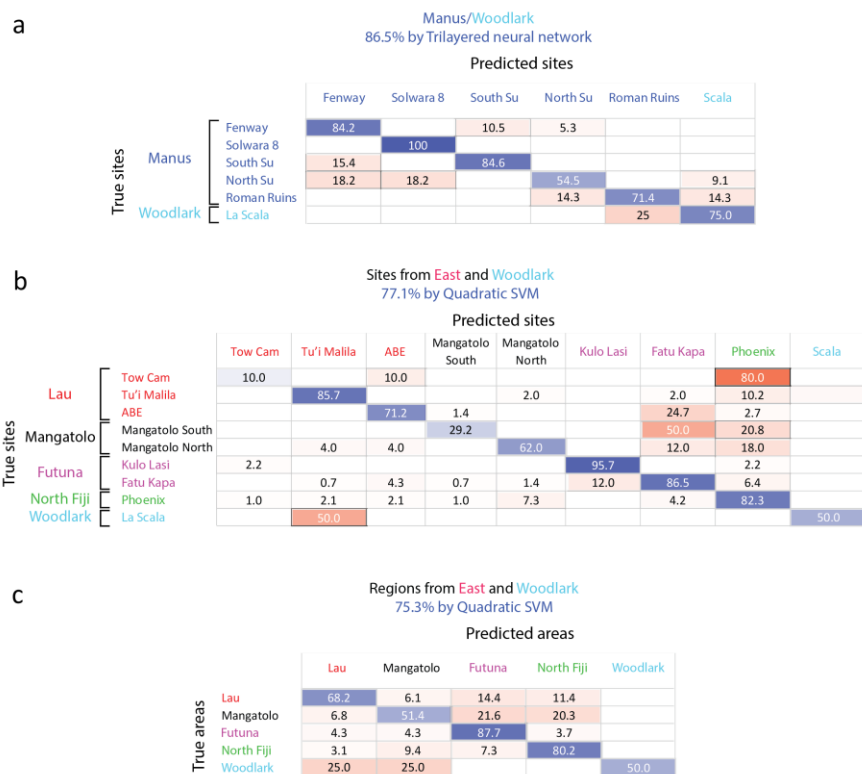 a
Manus/Woodlark
86.5% by Trilayered neural network
Predicted sites
Fenway Solwara 8 South Su North Su Roman Ruins Scala
True sites
Manus
Woodlark
Fenway 84.2 10.5 5.3
Solwara 8 100
South Su 15.4 84.6
North Su 18.2 18.2 54.5 9.1
Roman Ruins 14.3 71.4 14.3
La Scala 25 75.0
b
Sites from East and Woodlark
77.1% by Quadratic SVM
Predicted sites
Tow Cam Tu'i Malila ABE Mangatolo South Mangatolo North Kulo Lasi Fatu Kapa Phoenix Scala
True sites
Lau
Mangatolo
Futuna
North Fiji
Woodlark
Tow Cam 10.0 10.0 80.0
Tu'i Malila 85.7 2.0 2.0 10.2
ABE 71.2 1.4 24.7 2.7
Mangatolo South 29.2 50.0 20.8
Mangatolo North 4.0 4.0 62.0 12.0 18.0
Kulo Lasi 2.2 95.7 2.2
Fatu Kapa 0.7 4.3 0.7 1.4 12.0 86.5 6.4
Phoenix 1.0 2.1 2.1 1.0 7.3 4.2 82.3
La Scala 50.0 50.0
c
Regions from East and Woodlark
75.3% by Quadratic SVM
Predicted areas
Lau Mangatolo Futuna North Fiji Woodlark
True areas
Lau 68.2 6.1 14.4 11.4
Mangatolo 6.8 51.4 21.6 20.3
Futuna 4.3 4.3 87.7 3.7
North Fiji 3.1 9.4 7.3 80.2
Woodlark 25.0 25.0 50.0